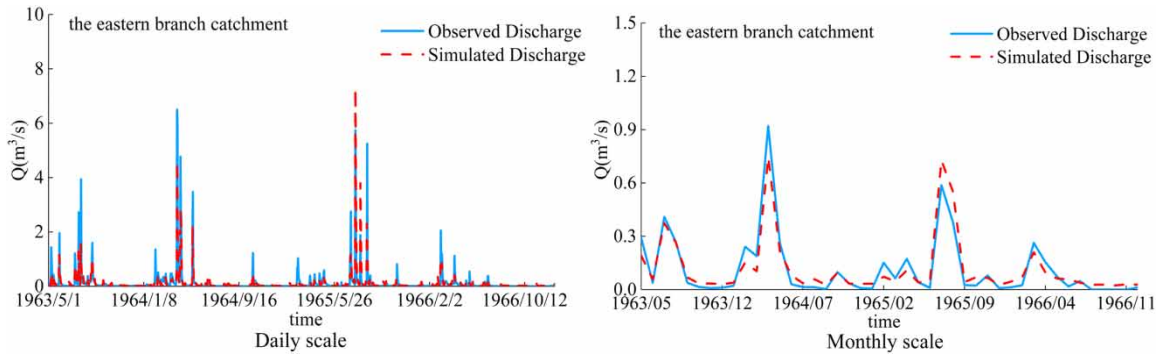 the eastern branch catchment
Observed Discharge
Simulated Discharge
Q(m³/s)
10
8
6
4
2
0
1963/5/1 1964/1/8 1964/9/16 1965/5/26 1966/2/2 1966/10/12
time
Daily scale
the eastern branch catchment
Observed Discharge
Simulated Discharge
Q(m³/s)
1.5
1.2
0.9
0.6
0.3
0.0
1963/05 1963/12 1964/07 1965/02 1965/09 1966/04 1966/11
time
Monthly scale